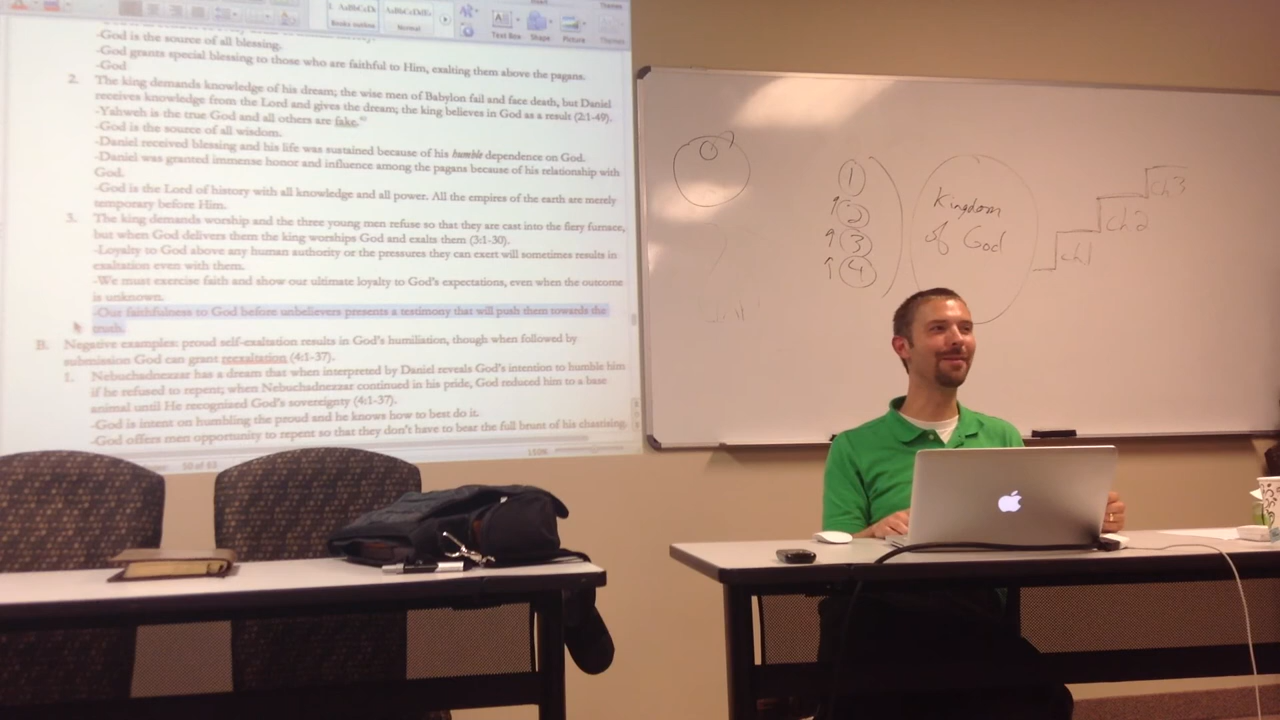 AaBbCcDc
AaBbCcDdEe
Books outline
Normal
Text Box
Shape
Picture
Themes
-God is the source of all blessing.
-God grants special blessing to those who are faithful to Him, exalting them above the pagans.
-God
2. The king demands knowledge of his dream; the wise men of Babylon fail and face death, but Daniel
receives knowledge from the Lord and gives the dream; the king believes in God as a result (2:1-49).
-Yahweh is the true God and all others are fake.
-God is the source of all wisdom.
-Daniel received blessing and his life was sustained because of his humble dependence on God.
-Daniel was granted immense honor and influence among the pagans because of his relationship with
God.
-God is the Lord of history with all knowledge and all power. All the empires of the earth are merely
temporary before Him.
3. The king demands worship and the three young men refuse so that they are cast into the fiery furnace,
but when God delivers them the king worships God and exalts them (3:1-30).
-Loyalty to God above any human authority or the pressures they can exert will sometimes results in
exaltation even with them.
-We must exercise faith and show our ultimate loyalty to God's expectations, even when the outcome
is unknown.
-Our faithfulness to God before unbelievers presents a testimony that will push them towards the
truth.
B. Negative examples: proud self-exaltation results in God's humiliation, though when followed by
submission God can grant reexaltation (4:1-37).
1. Nebuchadnezzar has a dream that when interpreted by Daniel reveals God's intention to humble him
if he refused to repent; when Nebuchadnezzar continued in his pride, God reduced him to a base
animal until He recognized God's sovereignty (4:1-37).
-God is intent on humbling the proud and he knows how to best do it.
-God offers men opportunity to repent so that they don't have to bear the full brunt of his chastising.
50 of 63
150%
1
2
3
4
Kingdom
of God
ch1
ch2
ch3